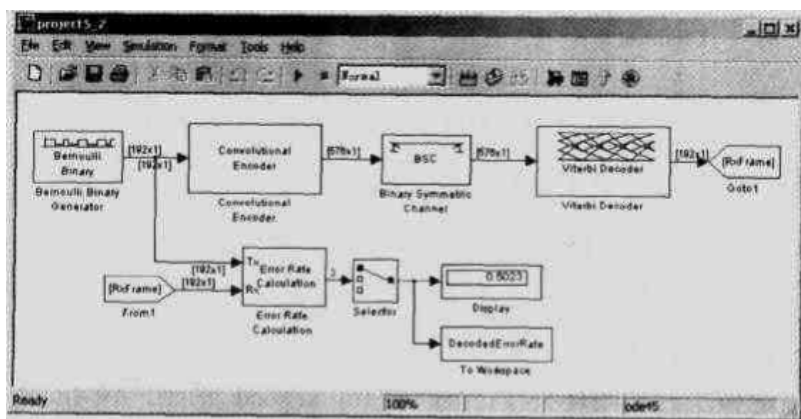 project5_2
File Edit View Simulation Format Tools Help
Normal
Bernoulli
Binary
Bernoulli Binary
Generator
[192x1]
[192x1]
Convolutional
Encoder
Convolutional
Encoder
[576x1]
BSC
Binary Symmetric
Channel
[576x1]
Viterbi Decoder
Viterbi Decoder
[192x1]
[RxFrame]
Goto1
[RxFrame]
From1
[192x1]
[192x1]
Tx
Rx
Error Rate
Calculation
Error Rate
Calculation
3
Selector
0.5023
Display
DecodedErrorRate
To Workspace
Ready
100%
ode45